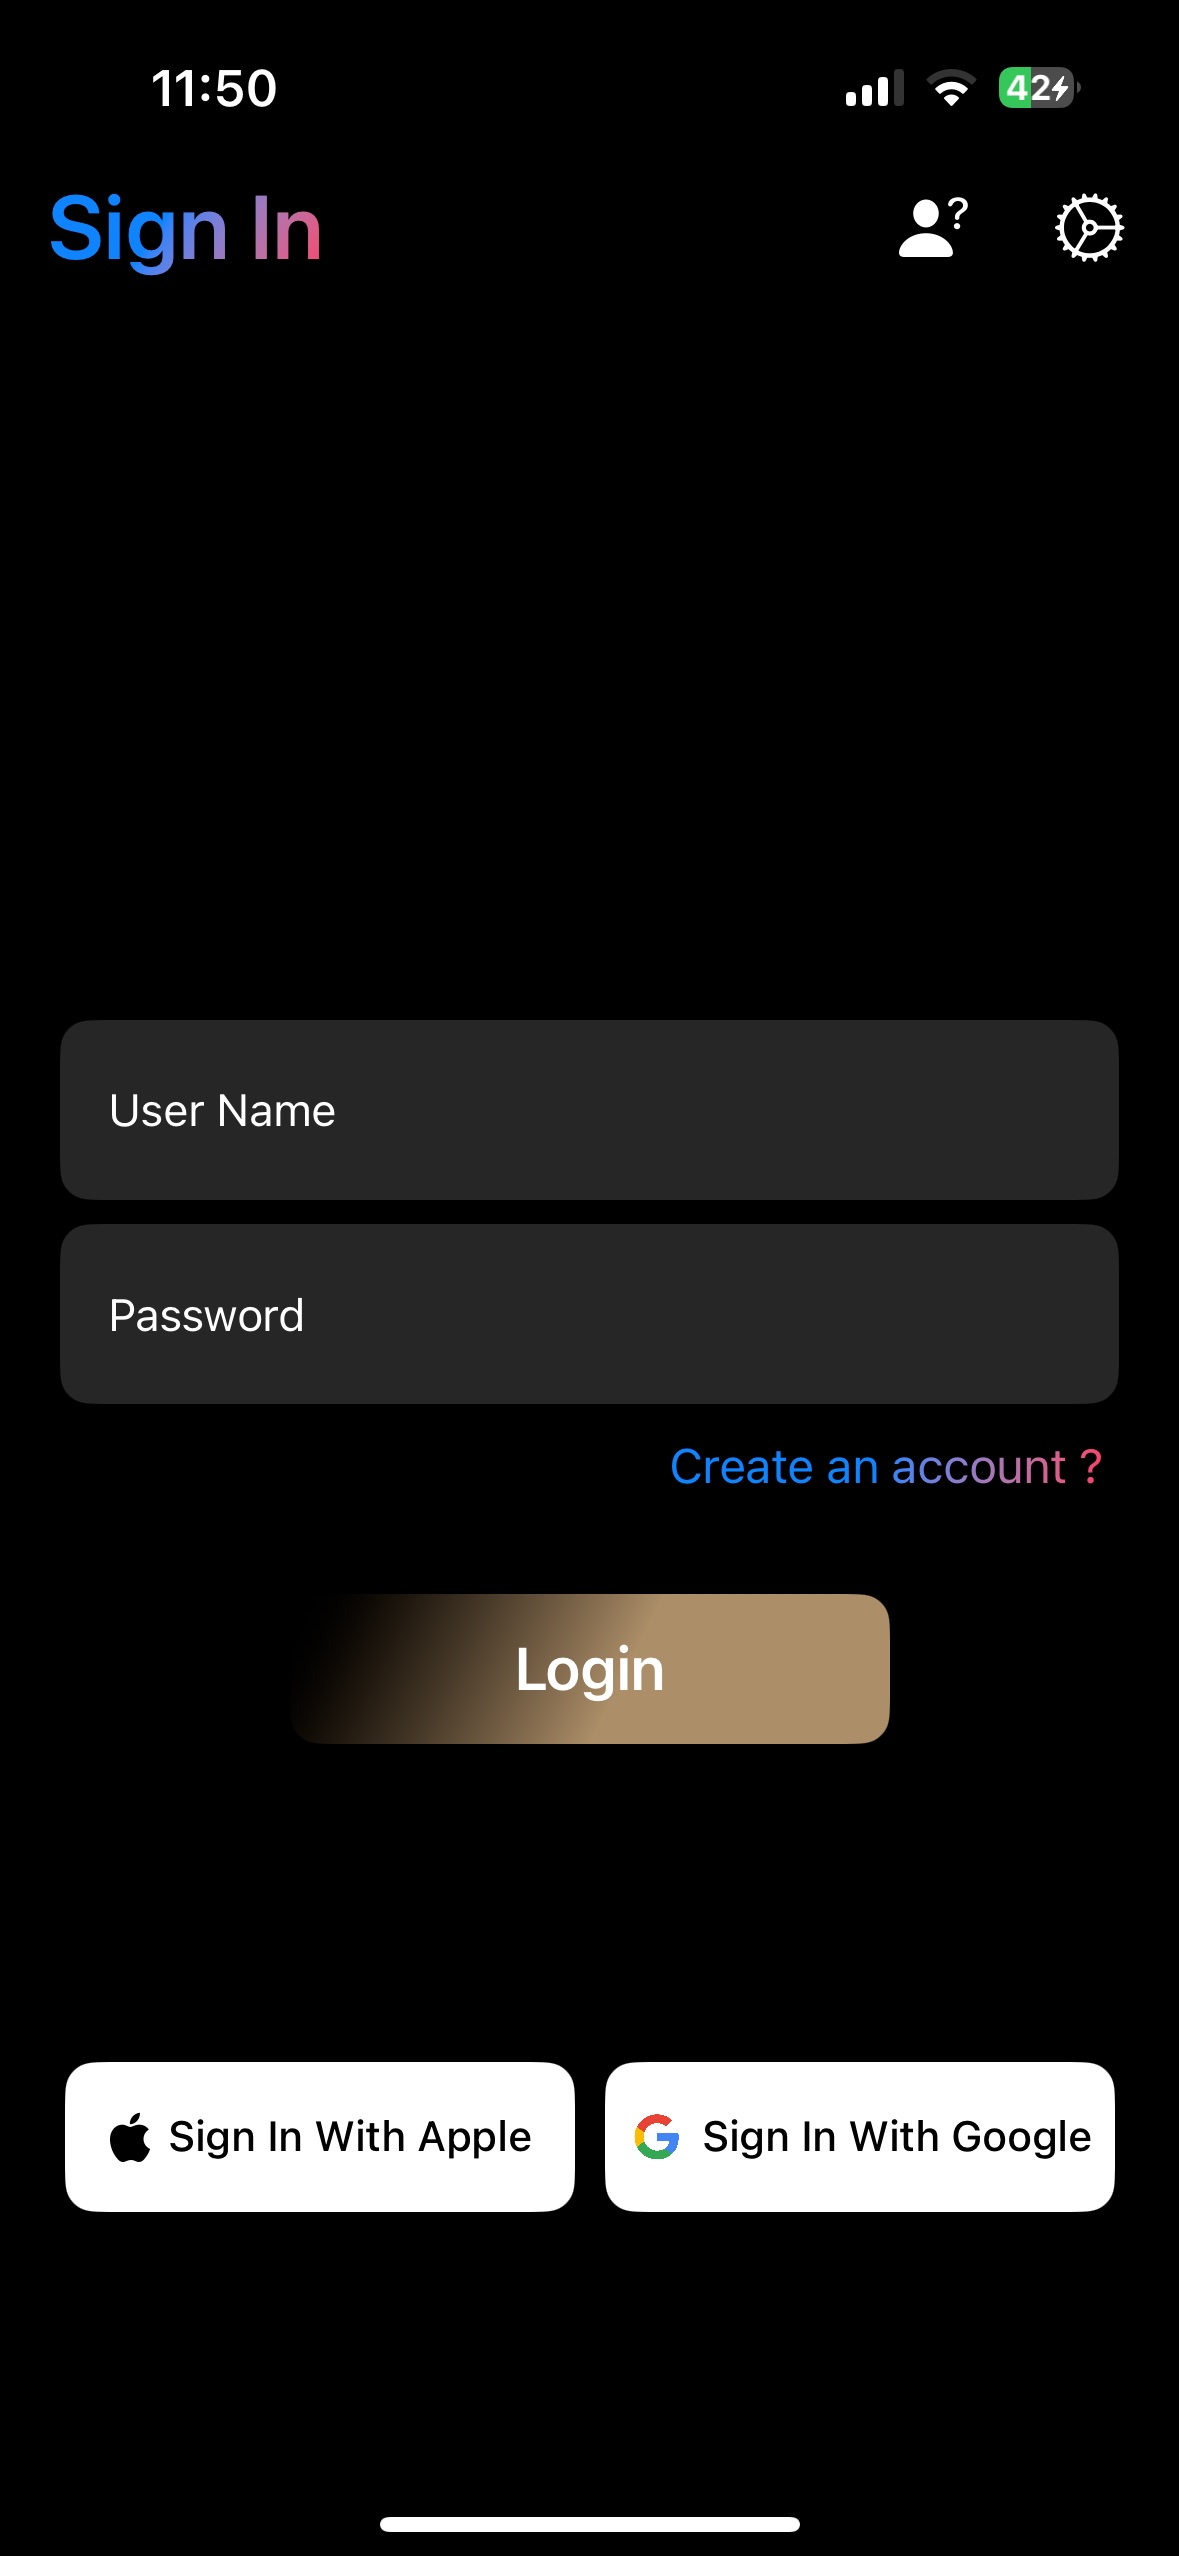 11:50
42
Sign In
?
User Name
Password
Create an account ?
Login
Sign In With Apple
Sign In With Google